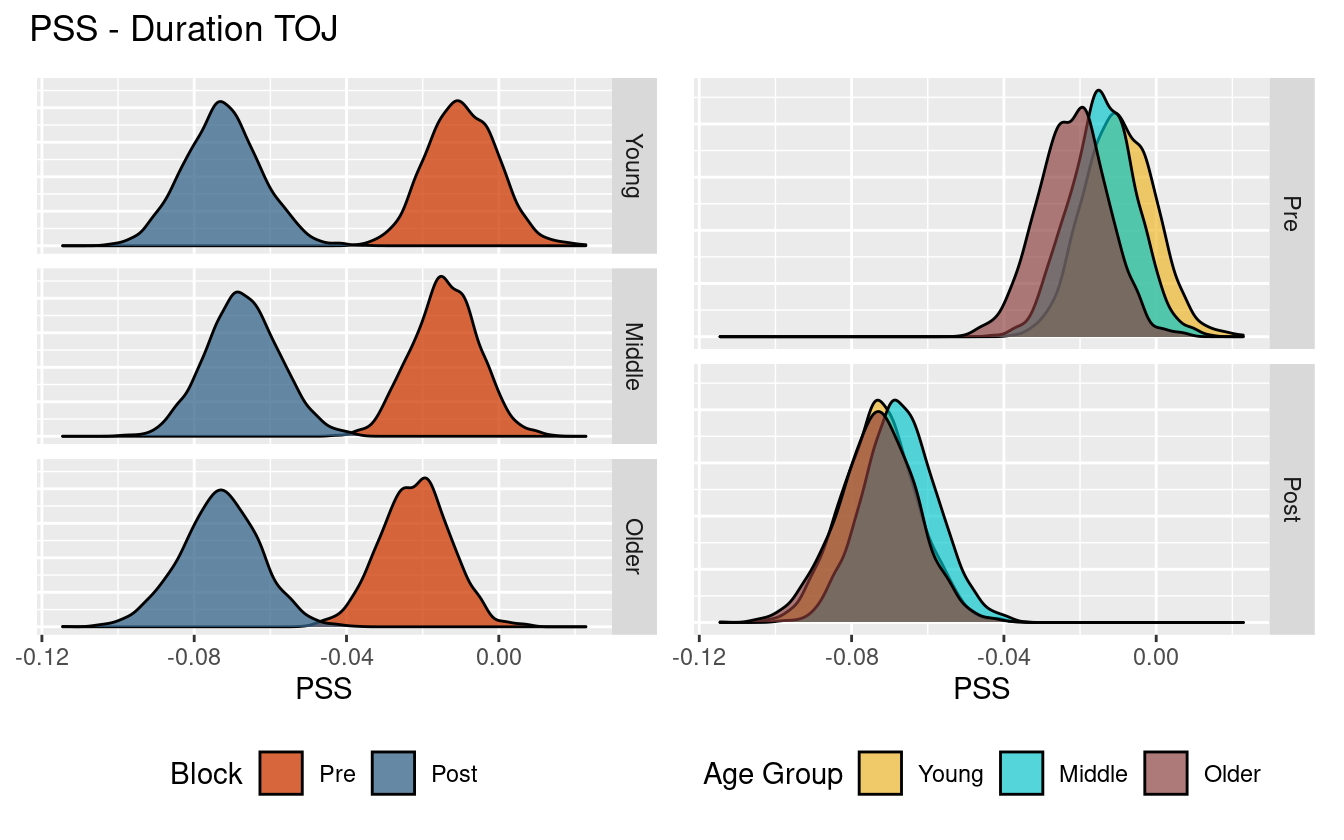 PSS - Duration TOJ
Young
Middle
Older
-0.12 -0.08 -0.04 0.00
PSS
Block Pre Post
Pre
Post
-0.12 -0.08 -0.04 0.00
PSS
Age Group Young Middle Older